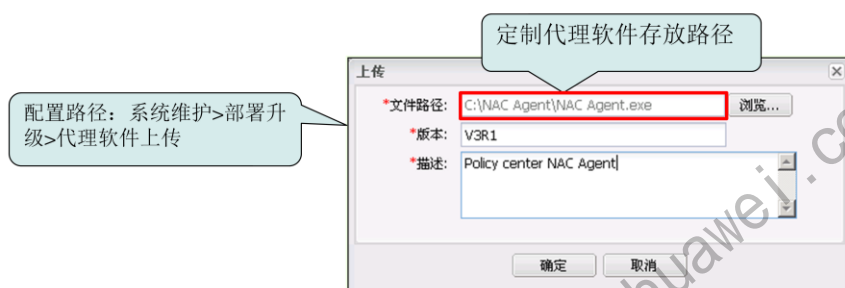 定制代理软件存放路径
上传
配置路径：系统维护>部署升
级>代理软件上传
*文件路径: C:\NAC Agent\NAC Agent.exe 浏览...
*版本: V3R1
*描述: Policy center NAC Agent
确定 取消
huawei.co